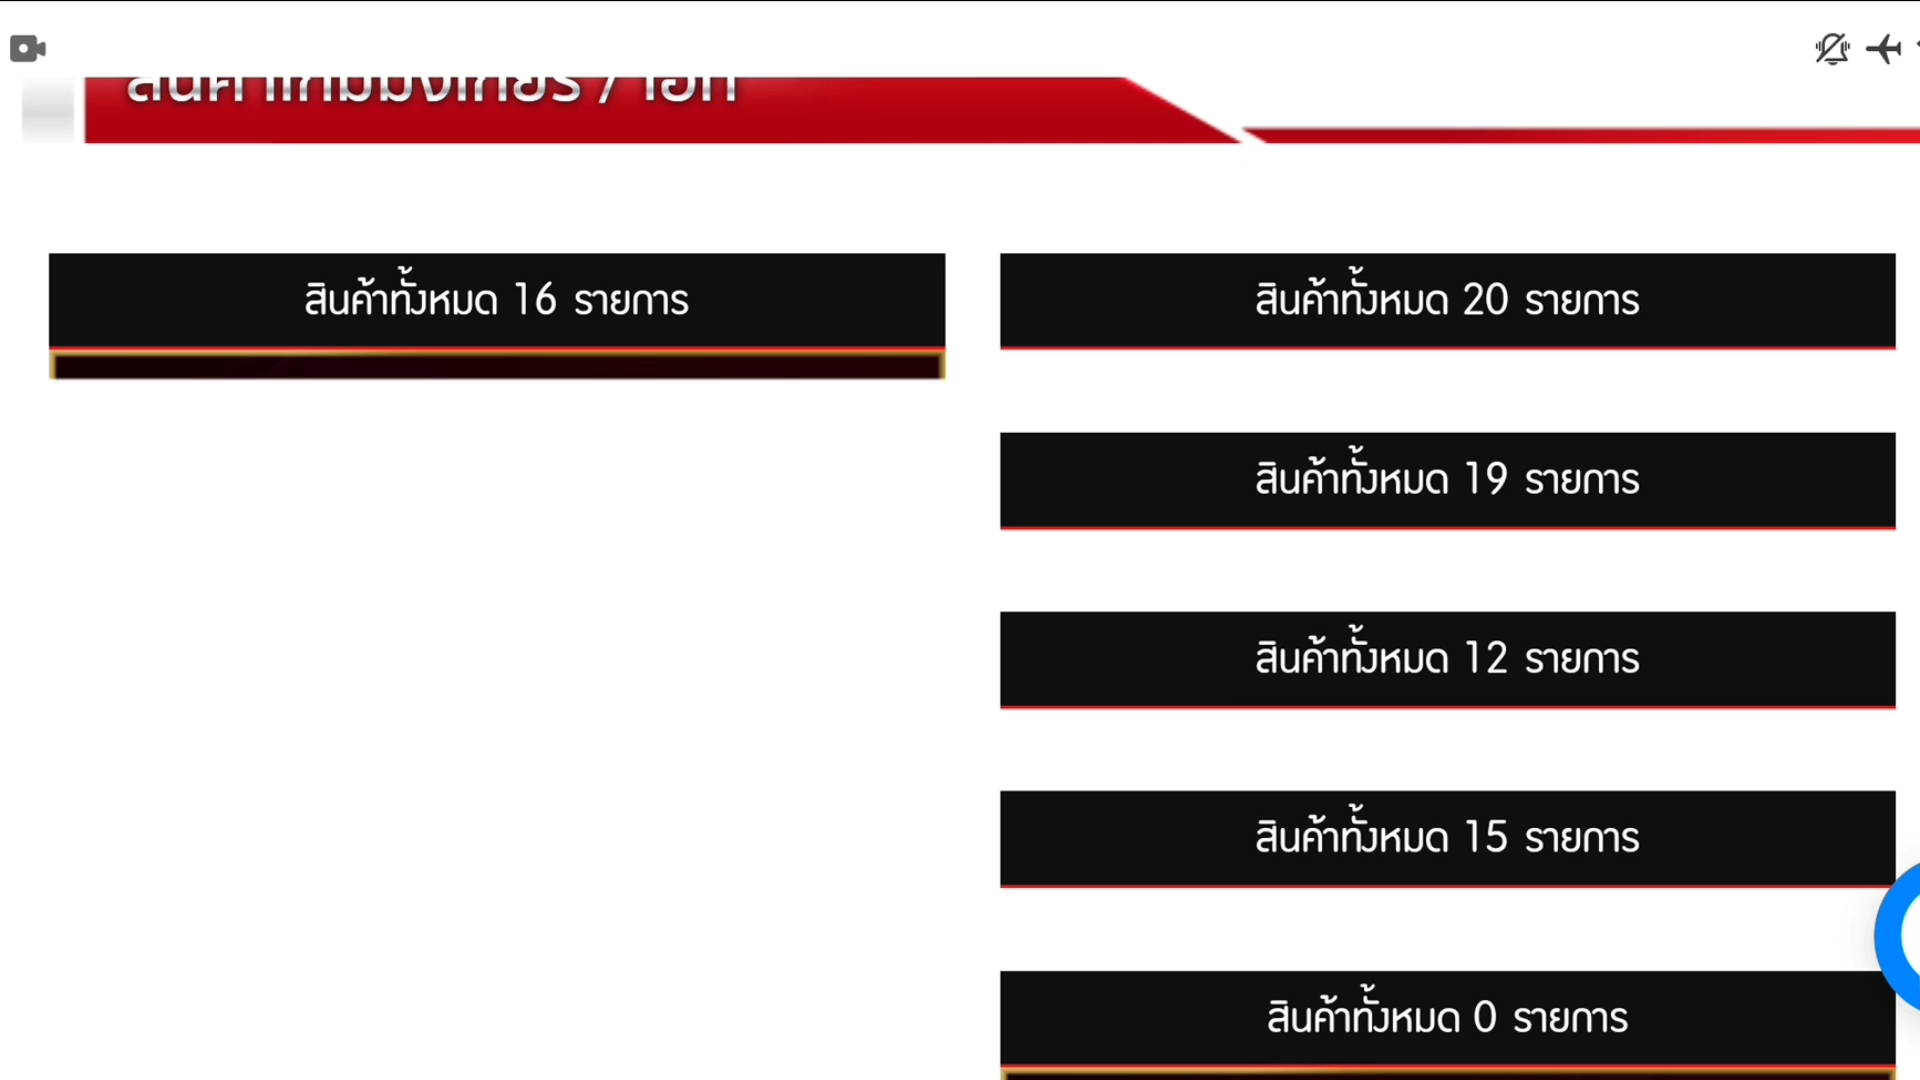 สินค้าทั้งหมด 16 รายการ
สินค้าทั้งหมด 20 รายการ
สินค้าทั้งหมด 19 รายการ
สินค้าทั้งหมด 12 รายการ
สินค้าทั้งหมด 15 รายการ
สินค้าทั้งหมด 0 รายการ